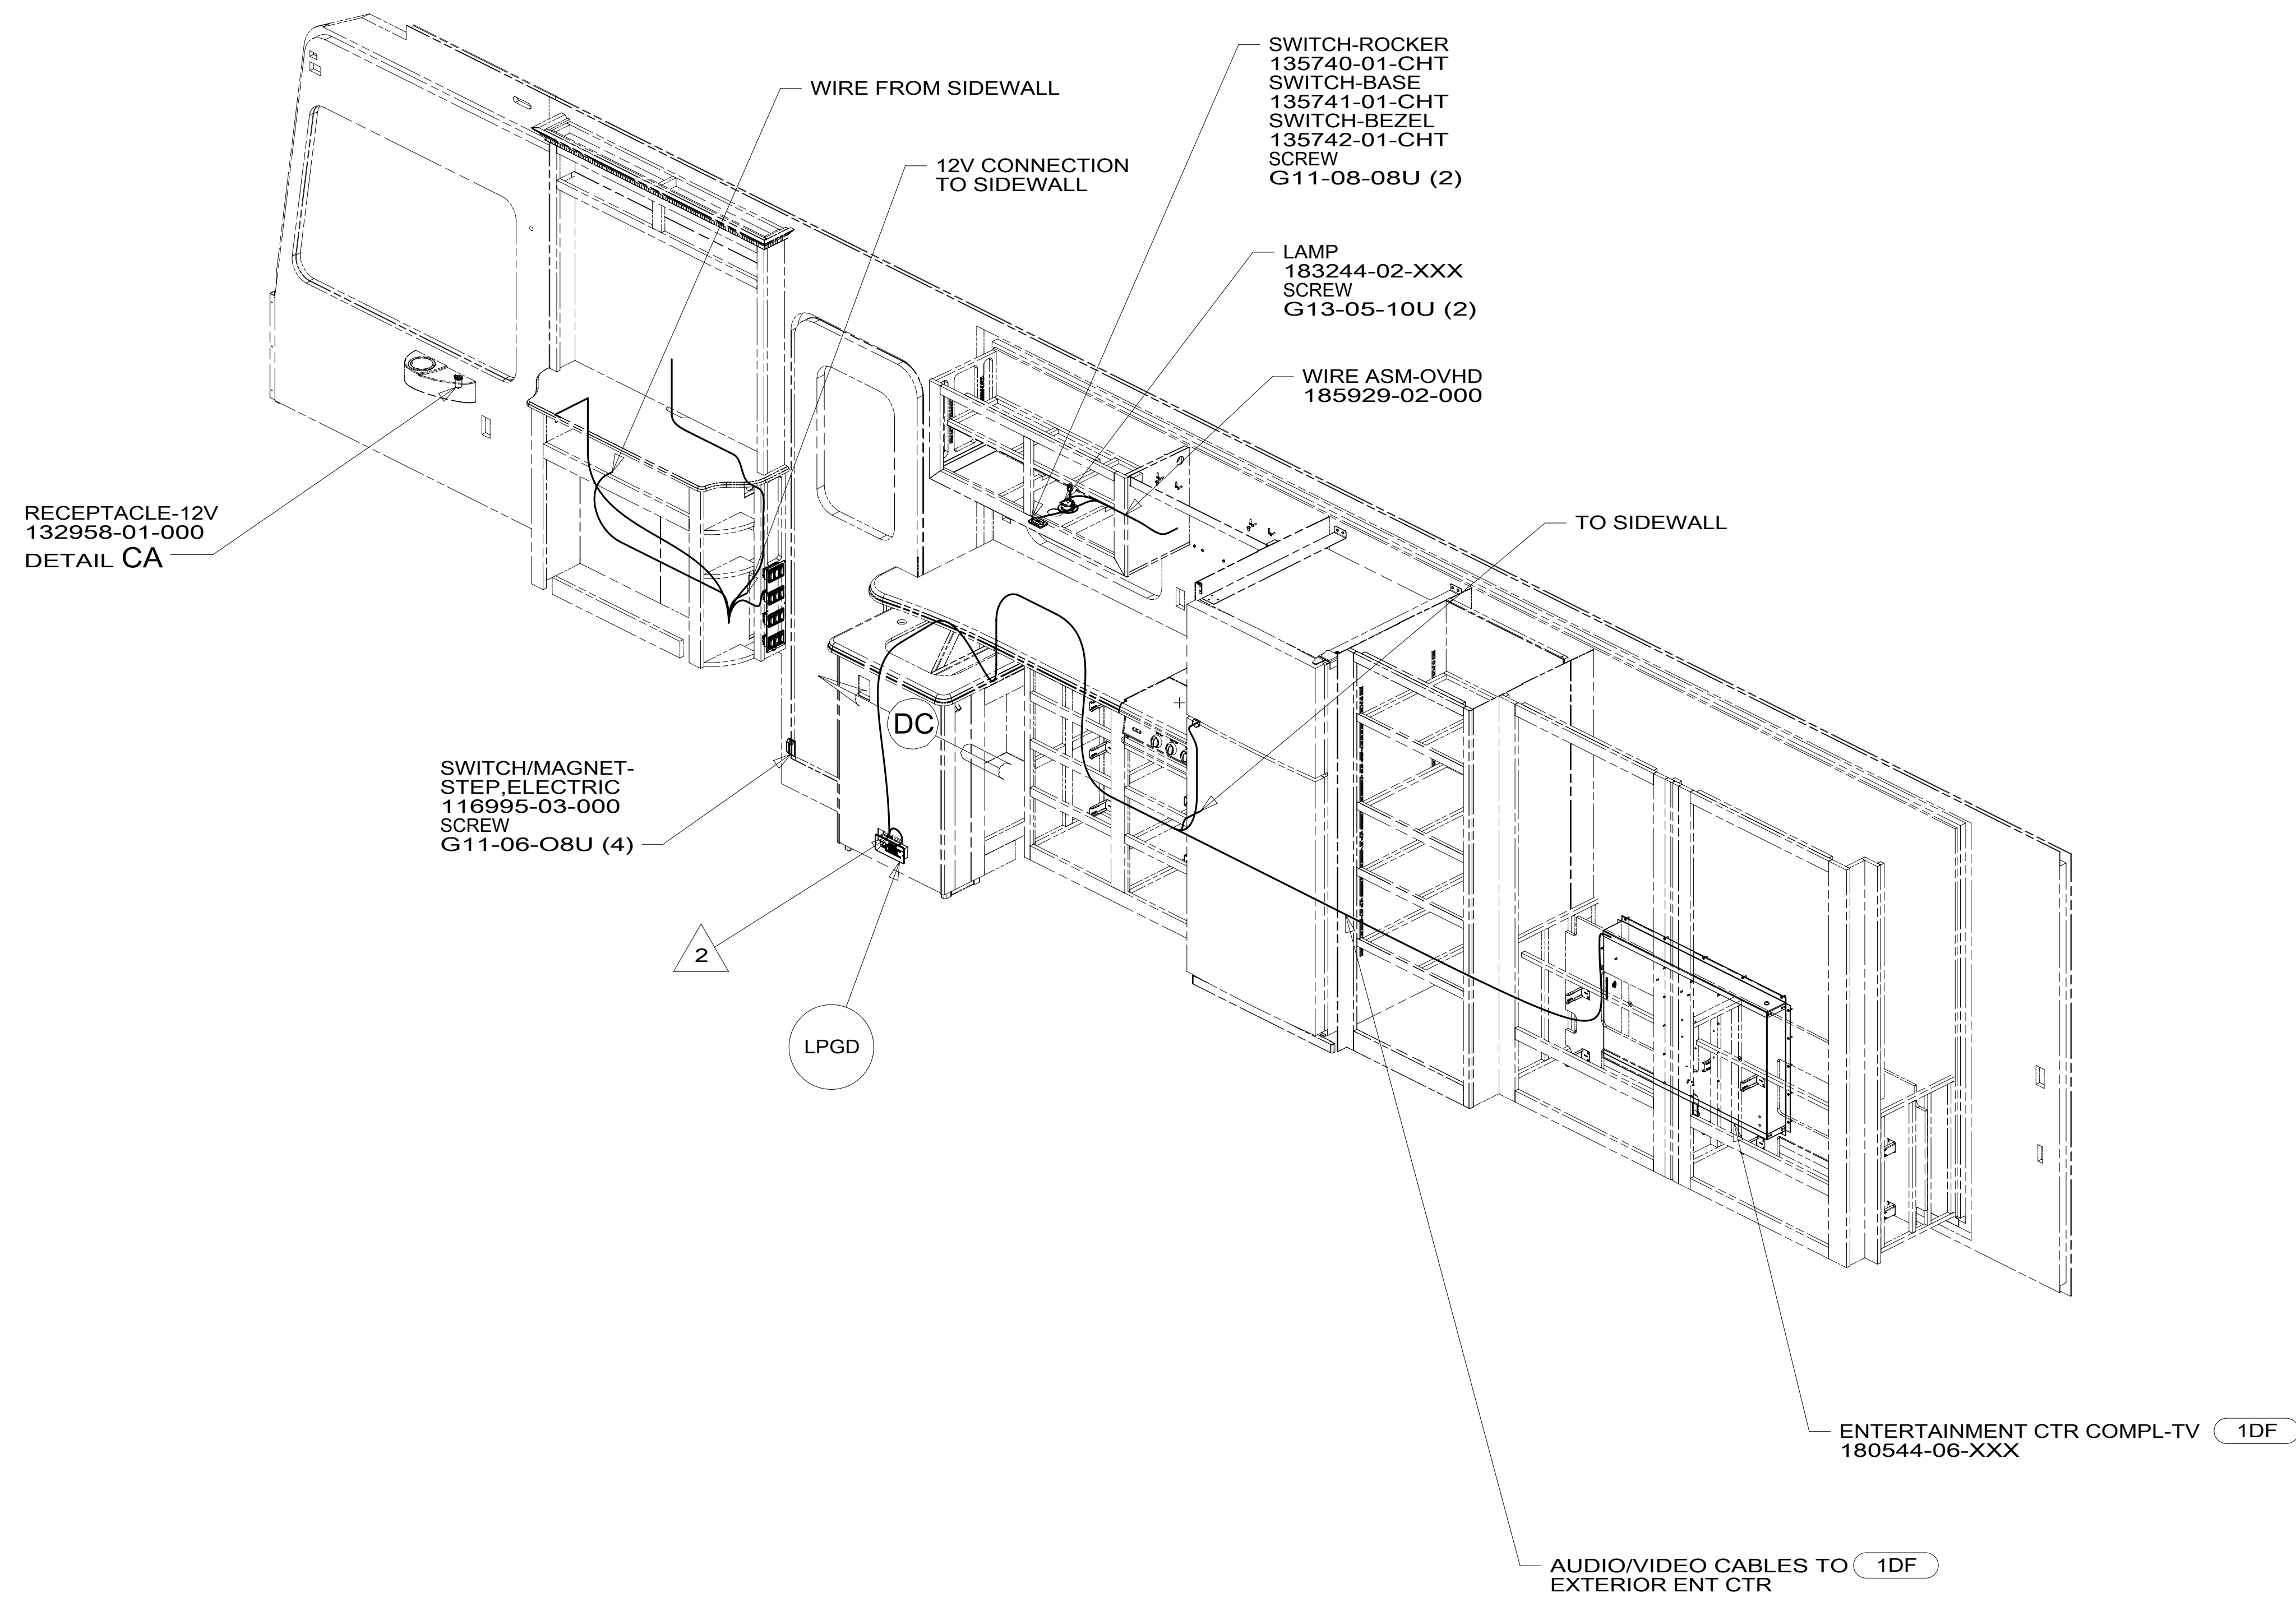 SWITCH-ROCKER
135740-01-CHT
SWITCH-BASE
135741-01-CHT
SWITCH-BEZEL
135742-01-CHT
SCREW
G11-08-08U (2)
WIRE FROM SIDEWALL
12V CONNECTION
TO SIDEWALL
LAMP
183244-02-XXX
SCREW
G13-05-10U (2)
WIRE ASM-OVHD
185929-02-000
RECEPTACLE-12V
132958-01-000
DETAIL CA
TO SIDEWALL
DC
SWITCH/MAGNET-
STEP,ELECTRIC
116995-03-000
SCREW
G11-06-O8U (4)
2
LPGD
ENTERTAINMENT CTR COMPL-TV 1DF
180544-06-XXX
AUDIO/VIDEO CABLES TO 1DF
EXTERIOR ENT CTR